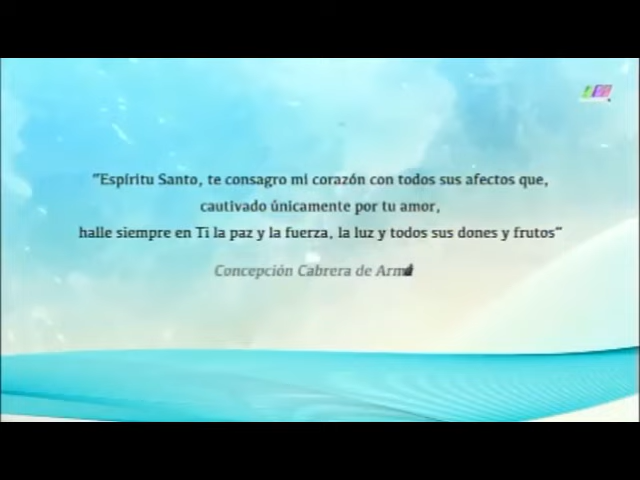 "Espíritu Santo, te consagro mi corazón con todos sus afectos que,
cautivado únicamente por tu amor,
halle siempre en Ti la paz y la fuerza, la luz y todos sus dones y frutos"
Concepción Cabrera de